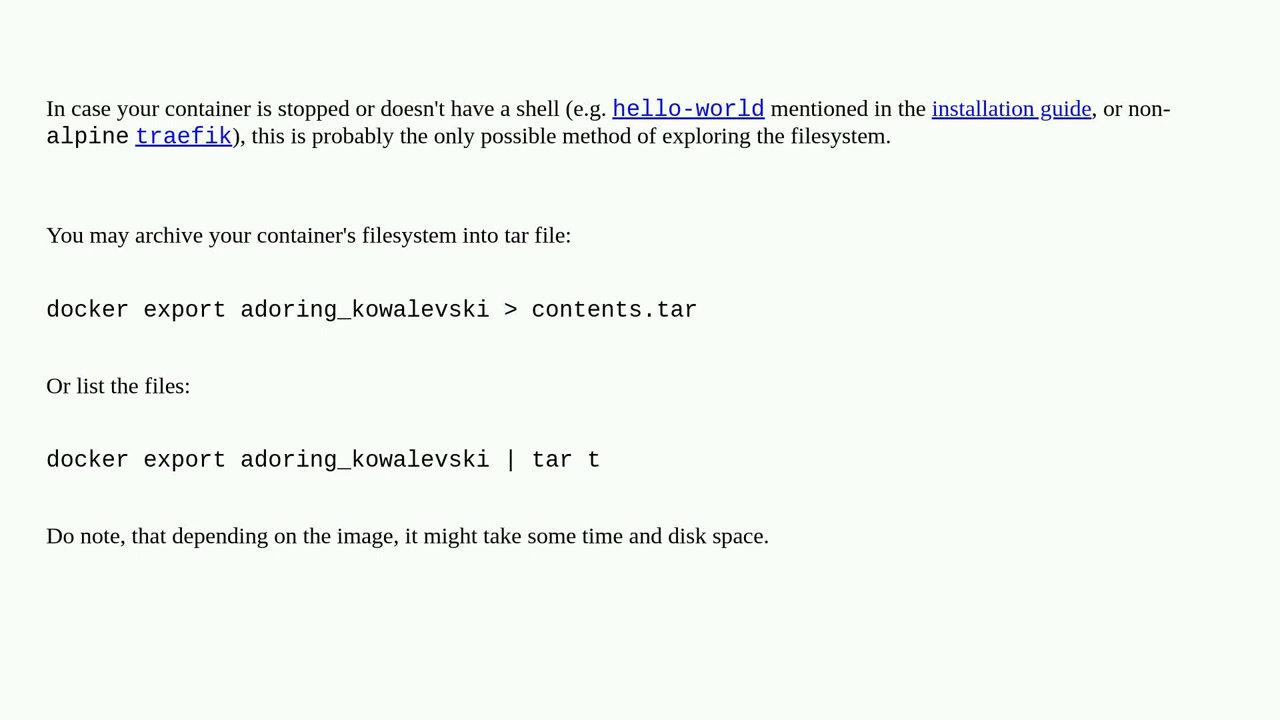 In case your container is stopped or doesn't have a shell (e.g. hello-world mentioned in the installation guide, or non-
alpine traefik), this is probably the only possible method of exploring the filesystem.
You may archive your container's filesystem into tar file:
docker export adoring_kowalevski > contents.tar
Or list the files:
docker export adoring_kowalevski | tar t
Do note, that depending on the image, it might take some time and disk space.